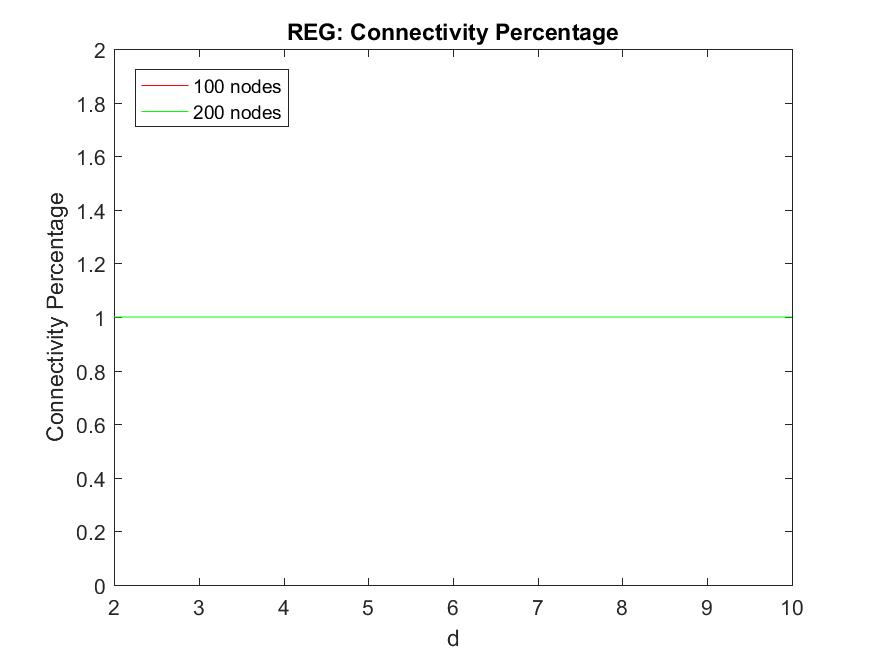 REG: Connectivity Percentage
2
1.8
1.6
1.4
1.2
1
0.8
0.6
0.4
0.2
0
100 nodes
200 nodes
Connectivity Percentage
2 3 4 5 6 7 8 9 10
d